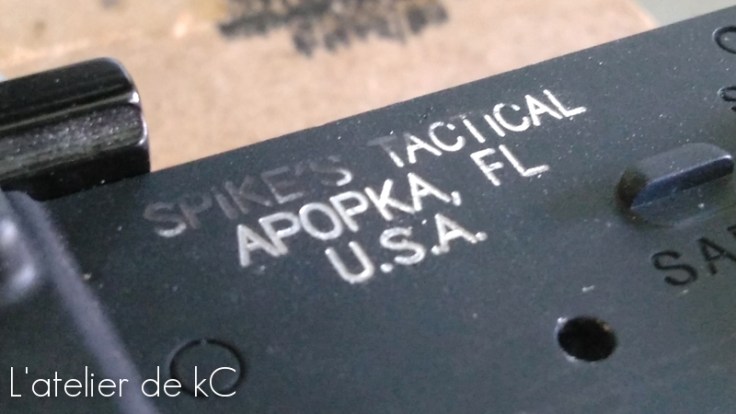 SPIKE'S TACTICAL
APOPKA, FL
U.S.A.
L'atelier de kC